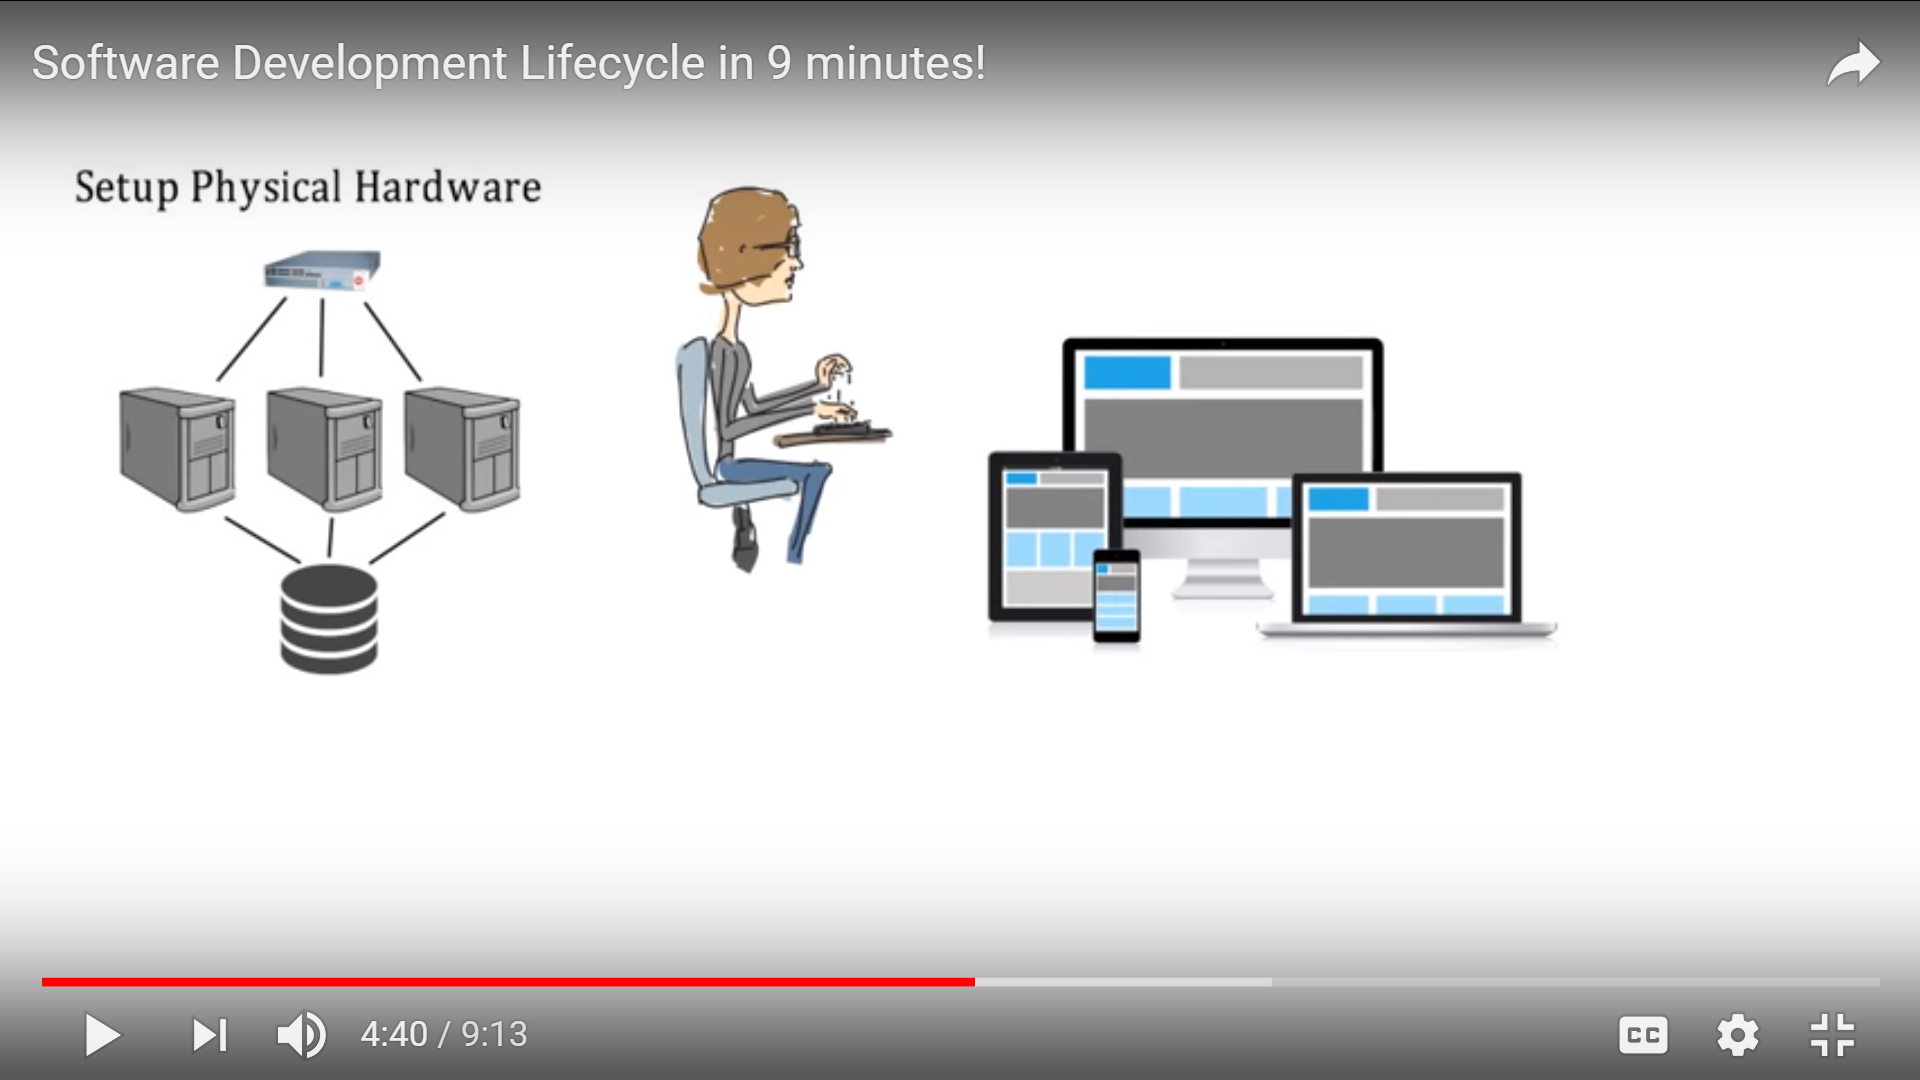 Software Development Lifecycle in 9 minutes!
Setup Physical Hardware
4:40 / 9:13
CC